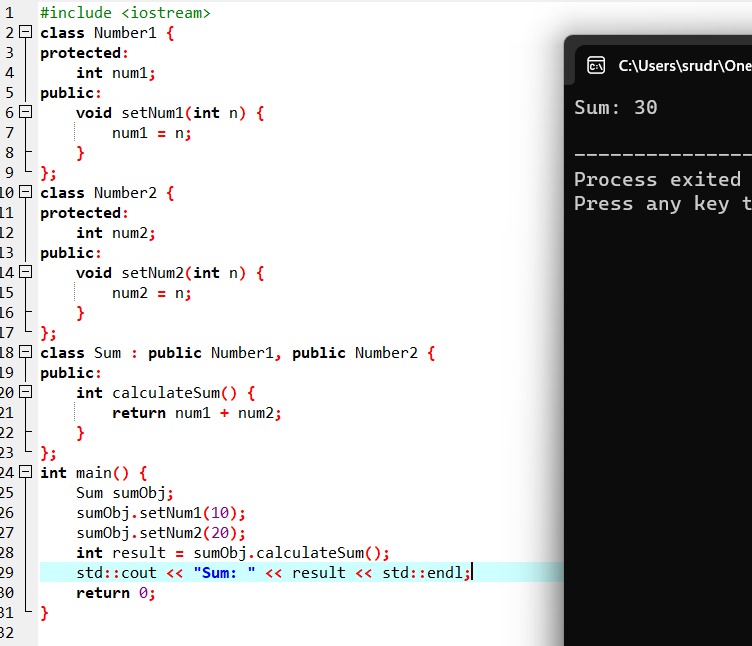 1 #include <iostream>
2 class Number1 {
3 protected:
4     int num1;
5 public:
6     void setNum1(int n) {
7         num1 = n;
8     }
9 };
10 class Number2 {
11 protected:
12     int num2;
13 public:
14     void setNum2(int n) {
15         num2 = n;
16     }
17 };
18 class Sum : public Number1, public Number2 {
19 public:
20     int calculateSum() {
21         return num1 + num2;
22     }
23 };
24 int main() {
25     Sum sumObj;
26     sumObj.setNum1(10);
27     sumObj.setNum2(20);
28     int result = sumObj.calculateSum();
29     std::cout << "Sum: " << result << std::endl;
30     return 0;
31 }
32
C:\Users\srudr\One
Sum: 30
--------------------------------
Process exited
Press any key t